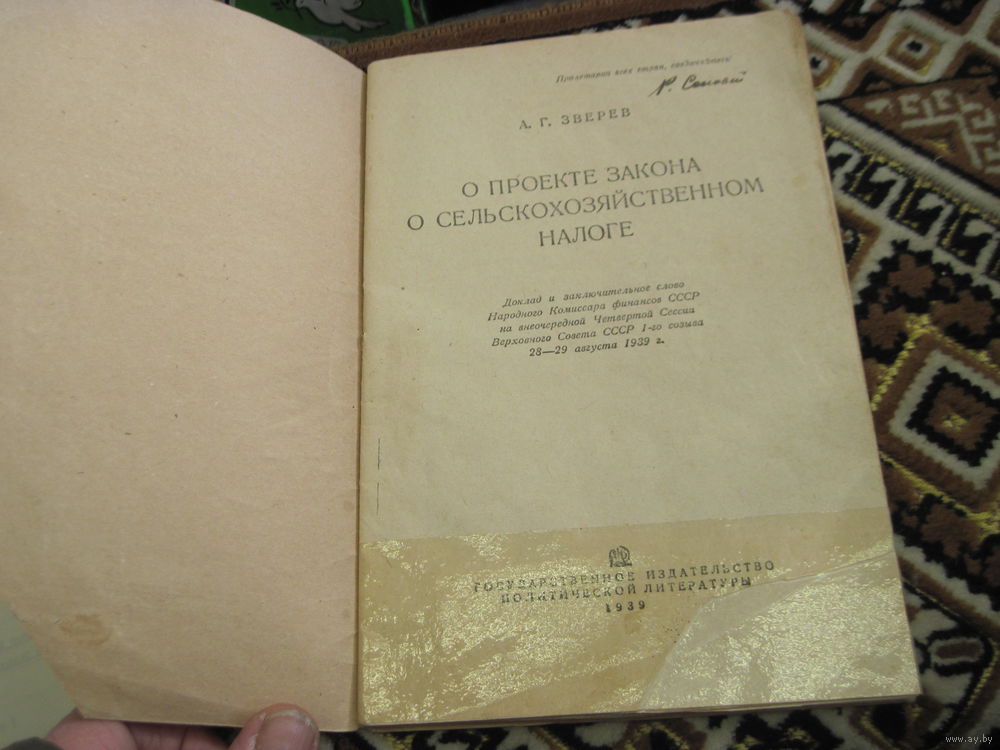 Пролетарии всех стран, соединяйтесь!
А. Г. ЗВЕРЕВ
О ПРОЕКТЕ ЗАКОНА
О СЕЛЬСКОХОЗЯЙСТВЕННОМ
НАЛОГЕ
Доклад и заключительное слово
Народного Комиссара финансов СССР
на внеочередной Четвертой Сессии
Верховного Совета СССР 1-го созыва
28—29 августа 1939 г.
ГОСУДАРСТВЕННОЕ ИЗДАТЕЛЬСТВО
ПОЛИТИЧЕСКОЙ ЛИТЕРАТУРЫ
1939
www.ay.by